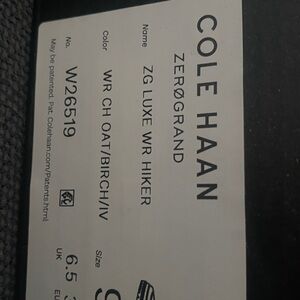 COLE HAAN
ZERØGRAND
Name
ZG LUXE WR HIKER
Color
WR CH OAT/BIRCH/IV
Size
No.
W26519
6.5
UK
May be patented. Pat. Colehaan.com/Patents.html